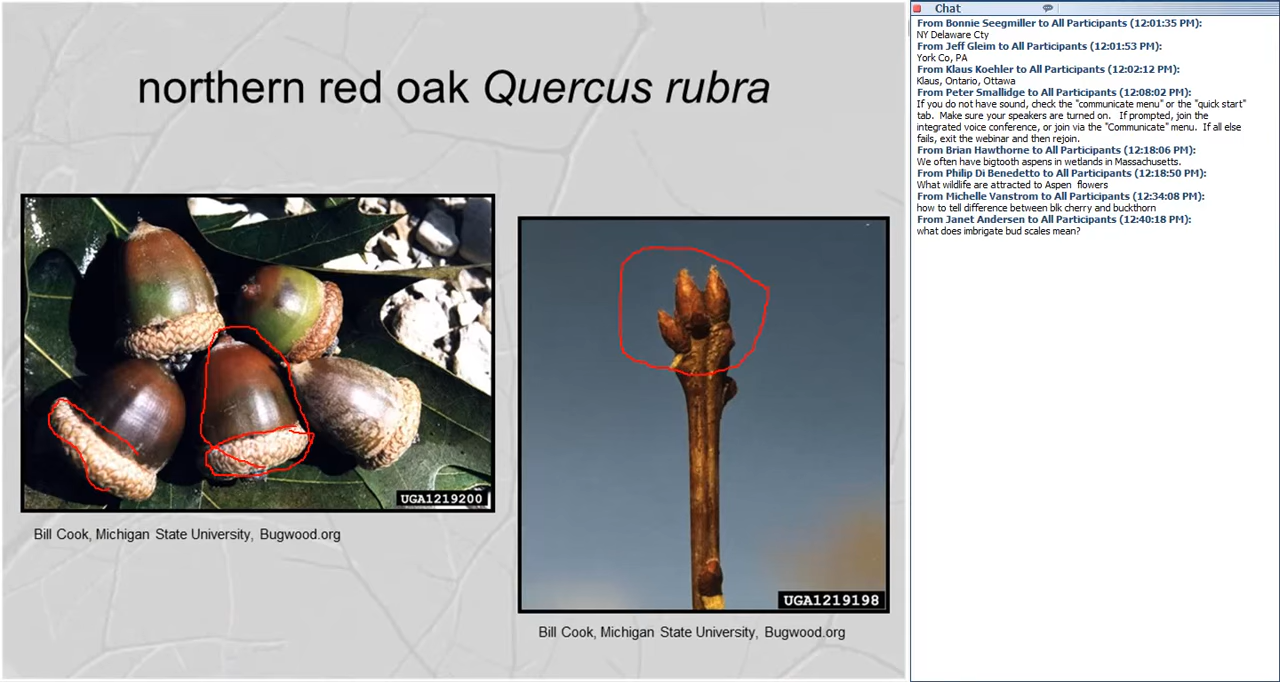 northern red oak Quercus rubra
UGA1219200
Bill Cook, Michigan State University, Bugwood.org
UGA1219198
Bill Cook, Michigan State University, Bugwood.org
Chat
From Bonnie Seegmiller to All Participants (12:01:35 PM):
NY Delaware Cty
From Jeff Gleim to All Participants (12:01:53 PM):
York Co, PA
From Klaus Koehler to All Participants (12:02:12 PM):
Klaus, Ontario, Ottawa
From Peter Smallidge to All Participants (12:08:02 PM):
If you do not have sound, check the "communicate menu" or the "quick start"
tab. Make sure your speakers are turned on. If prompted, join the
integrated voice conference, or join via the "Communicate" menu. If all else
fails, exit the webinar and then rejoin.
From Brian Hawthorne to All Participants (12:18:06 PM):
We often have bigtooth aspens in wetlands in Massachusetts.
From Philip Di Benedetto to All Participants (12:18:50 PM):
What wildlife are attracted to Aspen flowers
From Michelle Vanstrom to All Participants (12:34:08 PM):
how to tell difference between blk cherry and buckthorn
From Janet Andersen to All Participants (12:40:18 PM):
what does imbrigate bud scales mean?